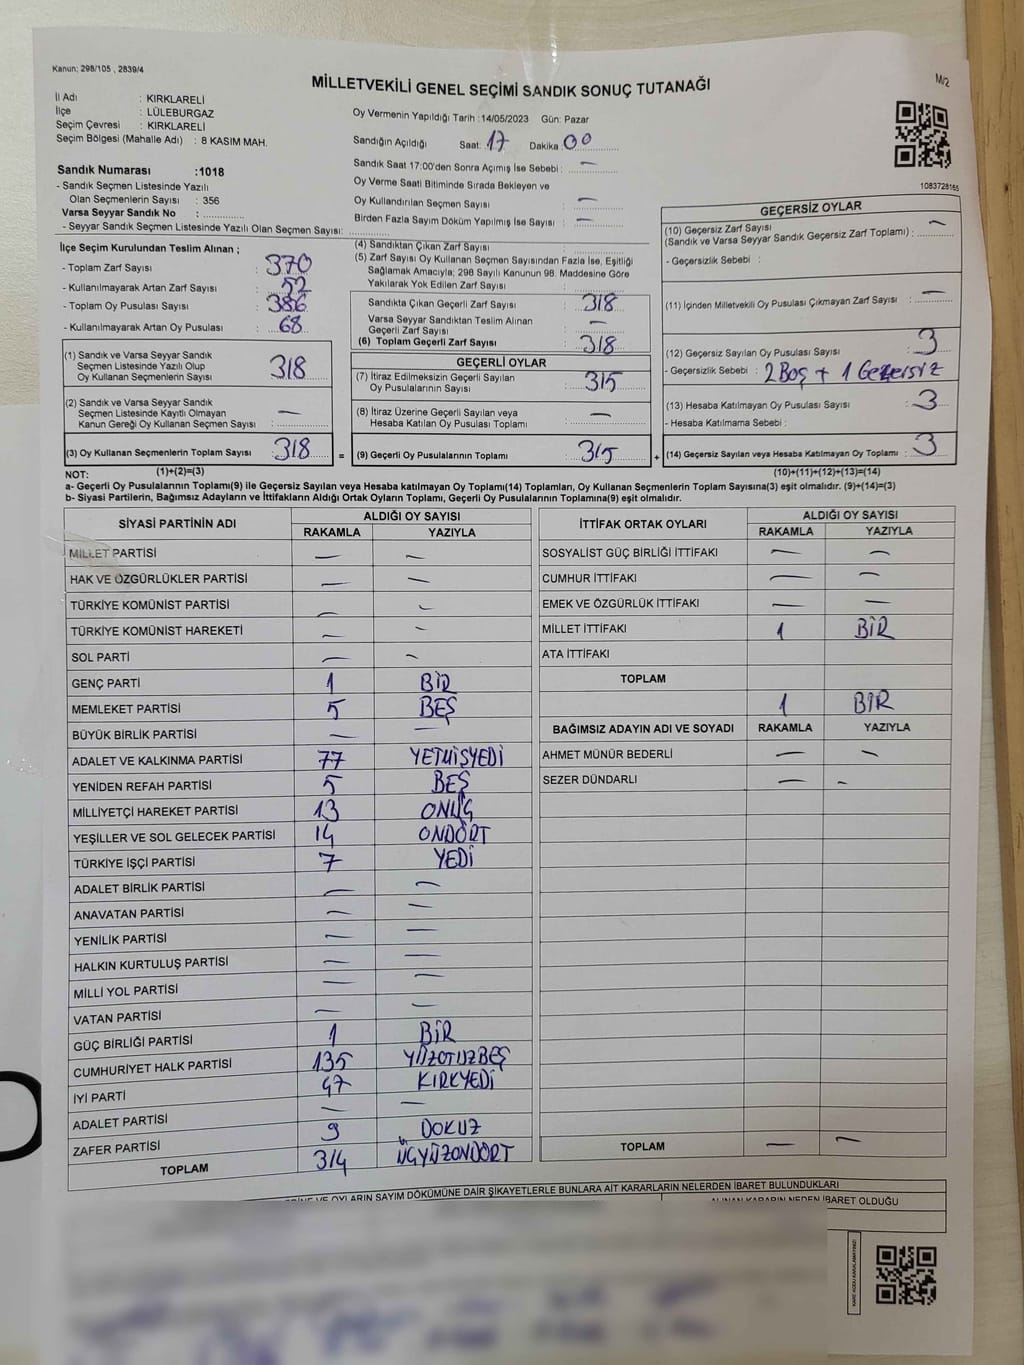 Kanun; 298/105 , 2839/4
M/2
MİLLETVEKİLİ GENEL SEÇİMİ SANDIK SONUÇ TUTANAĞI
İl Adı : KIRKLARELİ
İlçe : LÜLEBURGAZ
Seçim Çevresi : KIRKLARELİ
Seçim Bölgesi (Mahalle Adı) : 8 KASIM MAH.
Oy Vermenin Yapıldığı Tarih :14/05/2023 Gün: Pazar
Sandığın Açıldığı Saat: 17 Dakika 00
Sandık Saat 17:00'den Sonra Açımış İse Sebebi : —
Oy Verme Saati Bitiminde Sırada Bekleyen ve
Oy Kullandırılan Seçmen Sayısı : —
Birden Fazla Sayım Döküm Yapılmış İse Sayısı : —
1083728165
Sandık Numarası :1018
- Sandık Seçmen Listesinde Yazılı
Olan Seçmenlerin Sayısı : 356
Varsa Seyyar Sandık No :
- Seyyar Sandık Seçmen Listesinde Yazılı Olan Seçmen Sayısı:
İlçe Seçim Kurulundan Teslim Alınan ;
- Toplam Zarf Sayısı : 370
- Kullanılmayarak Artan Zarf Sayısı : 52
- Toplam Oy Pusulası Sayısı : 386
- Kullanılmayarak Artan Oy Pusulası : 68
(1) Sandık ve Varsa Seyyar Sandık
Seçmen Listesinde Yazılı Olup
Oy Kullanan Seçmenlerin Sayısı : 318
(2) Sandık ve Varsa Seyyar Sandık
Seçmen Listesinde Kayıtlı Olmayan
Kanun Gereği Oy Kullanan Seçmen Sayısı : —
(3) Oy Kullanan Seçmenlerin Toplam Sayısı : 318 =
(4) Sandıktan Çıkan Zarf Sayısı :
(5) Zarf Sayısı Oy Kullanan Seçmen Sayısından Fazla İse, Eşitliği
Sağlamak Amacıyla; 298 Sayılı Kanunun 98. Maddesine Göre
Yakılarak Yok Edilen Zarf Sayısı :
Sandıkta Çıkan Geçerli Zarf Sayısı : 318
Varsa Seyyar Sandıktan Teslim Alınan
Geçerli Zarf Sayısı : —
(6) Toplam Geçerli Zarf Sayısı : 318
GEÇERLİ OYLAR
(7) İtiraz Edilmeksizin Geçerli Sayılan
Oy Pusulalarının Sayısı : 315
(8) İtiraz Üzerine Geçerli Sayılan veya
Hesaba Katılan Oy Pusulası Toplamı : —
(9) Geçerli Oy Pusulalarının Toplamı : 315 +
GEÇERSİZ OYLAR
(10) Geçersiz Zarf Sayısı
(Sandık ve Varsa Seyyar Sandık Geçersiz Zarf Toplamı) : —
- Geçersizlik Sebebi :
(11) İçinden Milletvekili Oy Pusulası Çıkmayan Zarf Sayısı : —
(12) Geçersiz Sayılan Oy Pusulası Sayısı : 3
- Geçersizlik Sebebi : 2 Boş + 1 Geçersiz
(13) Hesaba Katılmayan Oy Pusulası Sayısı : 3
- Hesaba Katılmama Sebebi :
(14) Geçersiz Sayılan veya Hesaba Katılmayan Oy Toplamı : 3
NOT: (1)+(2)=(3) (10)+(11)+(12)+(13)=(14)
a- Geçerli Oy Pusulalarının Toplamı(9) ile Geçersiz Sayılan veya Hesaba katılmayan Oy Toplamı(14) Toplamları, Oy Kullanan Seçmenlerin Toplam Sayısına(3) eşit olmalıdır. (9)+(14)=(3)
b- Siyasi Partilerin, Bağımsız Adayların ve İttifakların Aldığı Ortak Oyların Toplamı, Geçerli Oy Pusulalarının Toplamına(9) eşit olmalıdır.
SİYASİ PARTİNİN ADI ALDIĞI OY SAYISI
RAKAMLA YAZIYLA
MİLLET PARTİSİ — —
HAK VE ÖZGÜRLÜKLER PARTİSİ — —
TÜRKİYE KOMÜNİST PARTİSİ — —
TÜRKİYE KOMÜNİST HAREKETİ — —
SOL PARTİ — —
GENÇ PARTİ 1 BİR
MEMLEKET PARTİSİ 5 BEŞ
BÜYÜK BİRLİK PARTİSİ — —
ADALET VE KALKINMA PARTİSİ 77 YETMİŞYEDİ
YENİDEN REFAH PARTİSİ 5 BEŞ
MİLLİYETÇİ HAREKET PARTİSİ 13 ONÜÇ
YEŞİLLER VE SOL GELECEK PARTİSİ 14 ONDÖRT
TÜRKİYE İŞÇİ PARTİSİ 7 YEDİ
ADALET BİRLİK PARTİSİ — —
ANAVATAN PARTİSİ — —
YENİLİK PARTİSİ — —
HALKIN KURTULUŞ PARTİSİ — —
MİLLİ YOL PARTİSİ — —
VATAN PARTİSİ — —
GÜÇ BİRLİĞİ PARTİSİ 1 BİR
CUMHURİYET HALK PARTİSİ 135 YÜZOTUZBEŞ
İYİ PARTİ 47 KIRKYEDİ
ADALET PARTİSİ — —
ZAFER PARTİSİ 9 DOKUZ
TOPLAM 314 ÜÇYÜZONDÖRT
İTTİFAK ORTAK OYLARI ALDIĞI OY SAYISI
RAKAMLA YAZIYLA
SOSYALİST GÜÇ BİRLİĞİ İTTİFAKI — —
CUMHUR İTTİFAKI — —
EMEK VE ÖZGÜRLÜK İTTİFAKI — —
MİLLET İTTİFAKI 1 BİR
ATA İTTİFAKI
TOPLAM
1 BİR
BAĞIMSIZ ADAYIN ADI VE SOYADI RAKAMLA YAZIYLA
AHMET MÜNÜR BEDERLİ — —
SEZER DÜNDARLI — —
TOPLAM — —
VE OYLARIN SAYIM DÖKÜMÜNE DAİR ŞİKAYETLERLE BUNLARA AİT KARARLARIN NELERDEN İBARET BULUNDUKLARI
ALINAN KARARIN NEDEN İBARET OLDUĞU